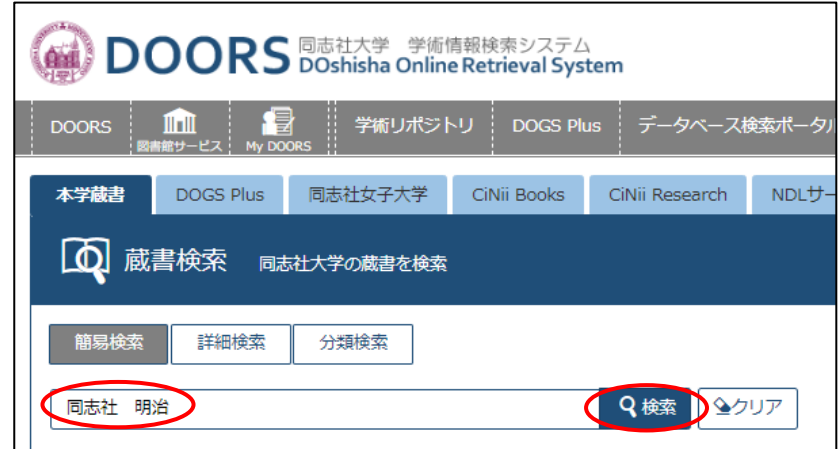 DOORS 同志社大学 学術情報検索システム
DOshisha Online Retrieval System
DOORS 図書館サービス My DOORS 学術リポジトリ DOGS Plus データベース検索ポータル
本学蔵書 DOGS Plus 同志社女子大学 CiNii Books CiNii Research NDLサー
蔵書検索 同志社大学の蔵書を検索
簡易検索 詳細検索 分類検索
同志社 明治 検索 クリア